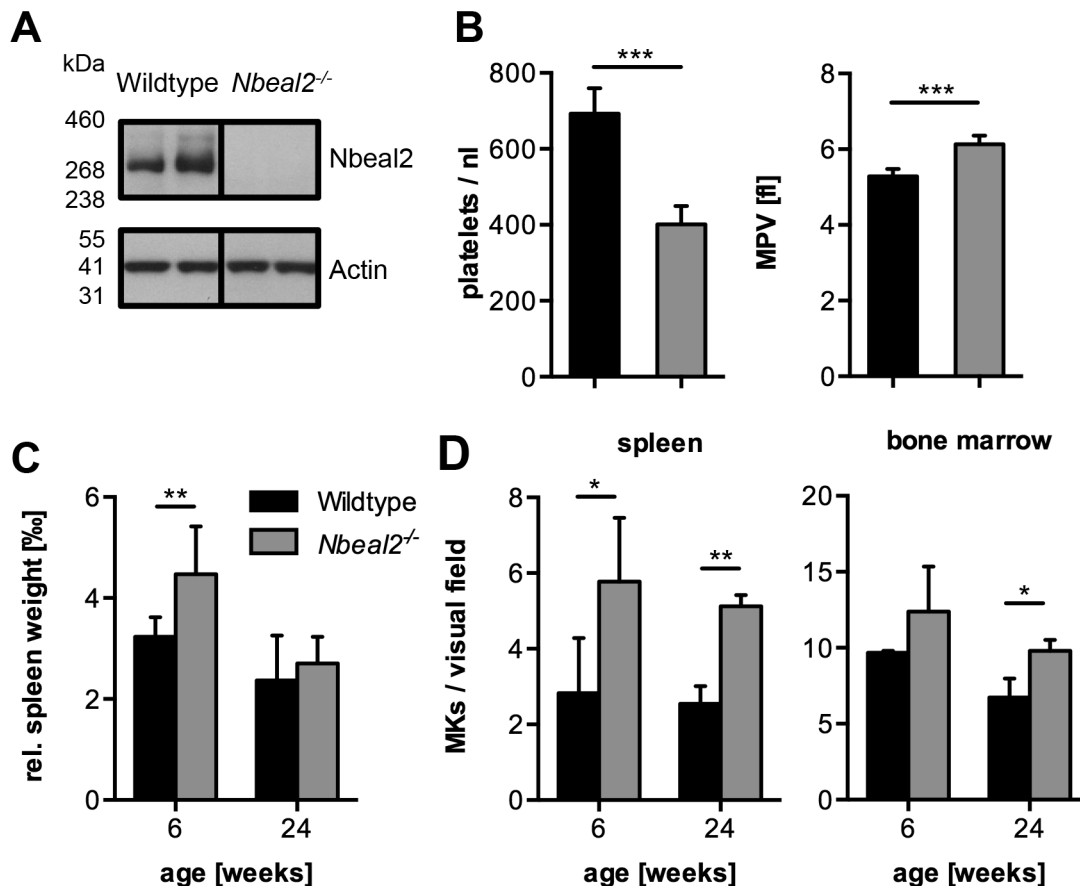 A
kDa
Wildtype Nbeal2-/-
460
268
238
Nbeal2
55
41
31
Actin
B
***
800
600
400
200
0
platelets / nl
***
8
6
4
2
0
MPV [fl]
C
**
6
4
2
0
rel. spleen weight [‰]
6 24
age [weeks]
Wildtype
Nbeal2-/-
D
spleen
*
**
8
6
4
2
0
MKs / visual field
6 24
age [weeks]
bone marrow
*
20
15
10
5
0
6 24
age [weeks]